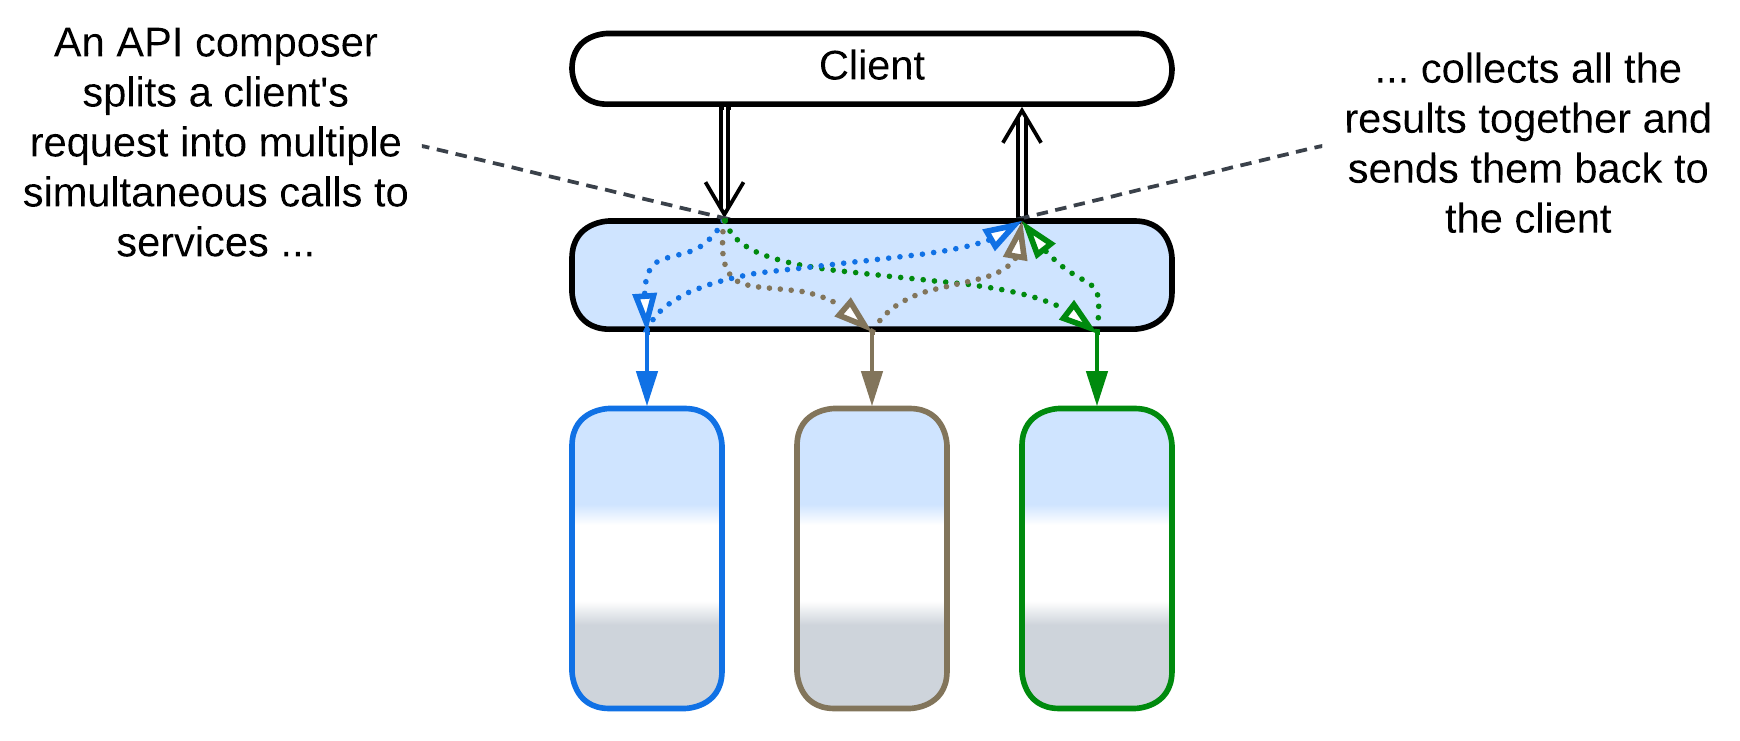 An API composer
splits a client's
request into multiple
simultaneous calls to
services ...
Client
... collects all the
results together and
sends them back to
the client